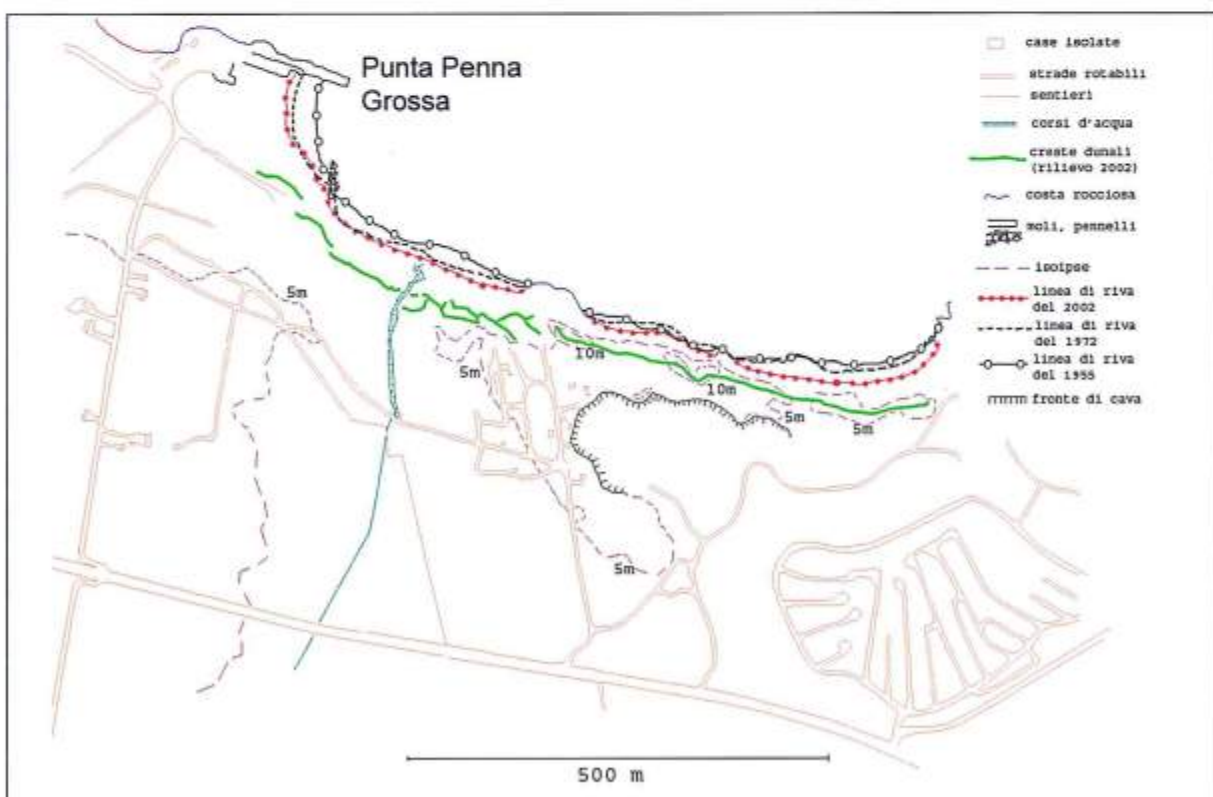 Punta Penna
Grossa
case isolate
strade rotabili
sentieri
corsi d'acqua
creste dunali
(rilievo 2002)
costa rocciosa
moli, pennelli
isoipse
linea di riva
del 2002
linea di riva
del 1972
linea di riva
del 1955
fronte di cava
5m
10m
5m
10m
5m
5m
5m
500 m